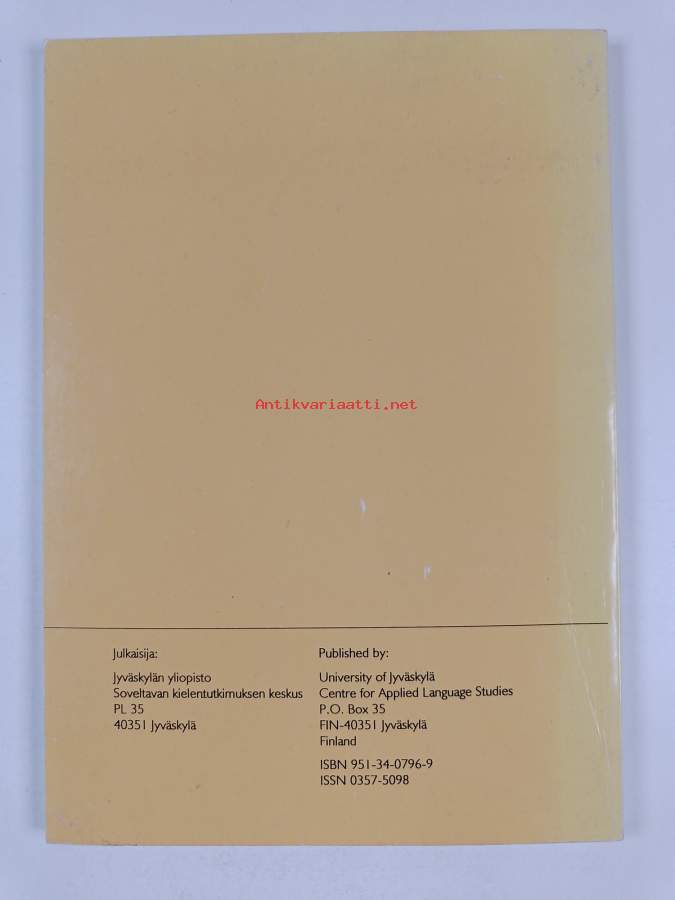 Antikvariaatti.net
Julkaisija:
Jyväskylän yliopisto
Soveltavan kielentutkimuksen keskus
PL 35
40351 Jyväskylä
Published by:
University of Jyväskylä
Centre for Applied Language Studies
P.O. Box 35
FIN-40351 Jyväskylä
Finland
ISBN 951-34-0796-9
ISSN 0357-5098